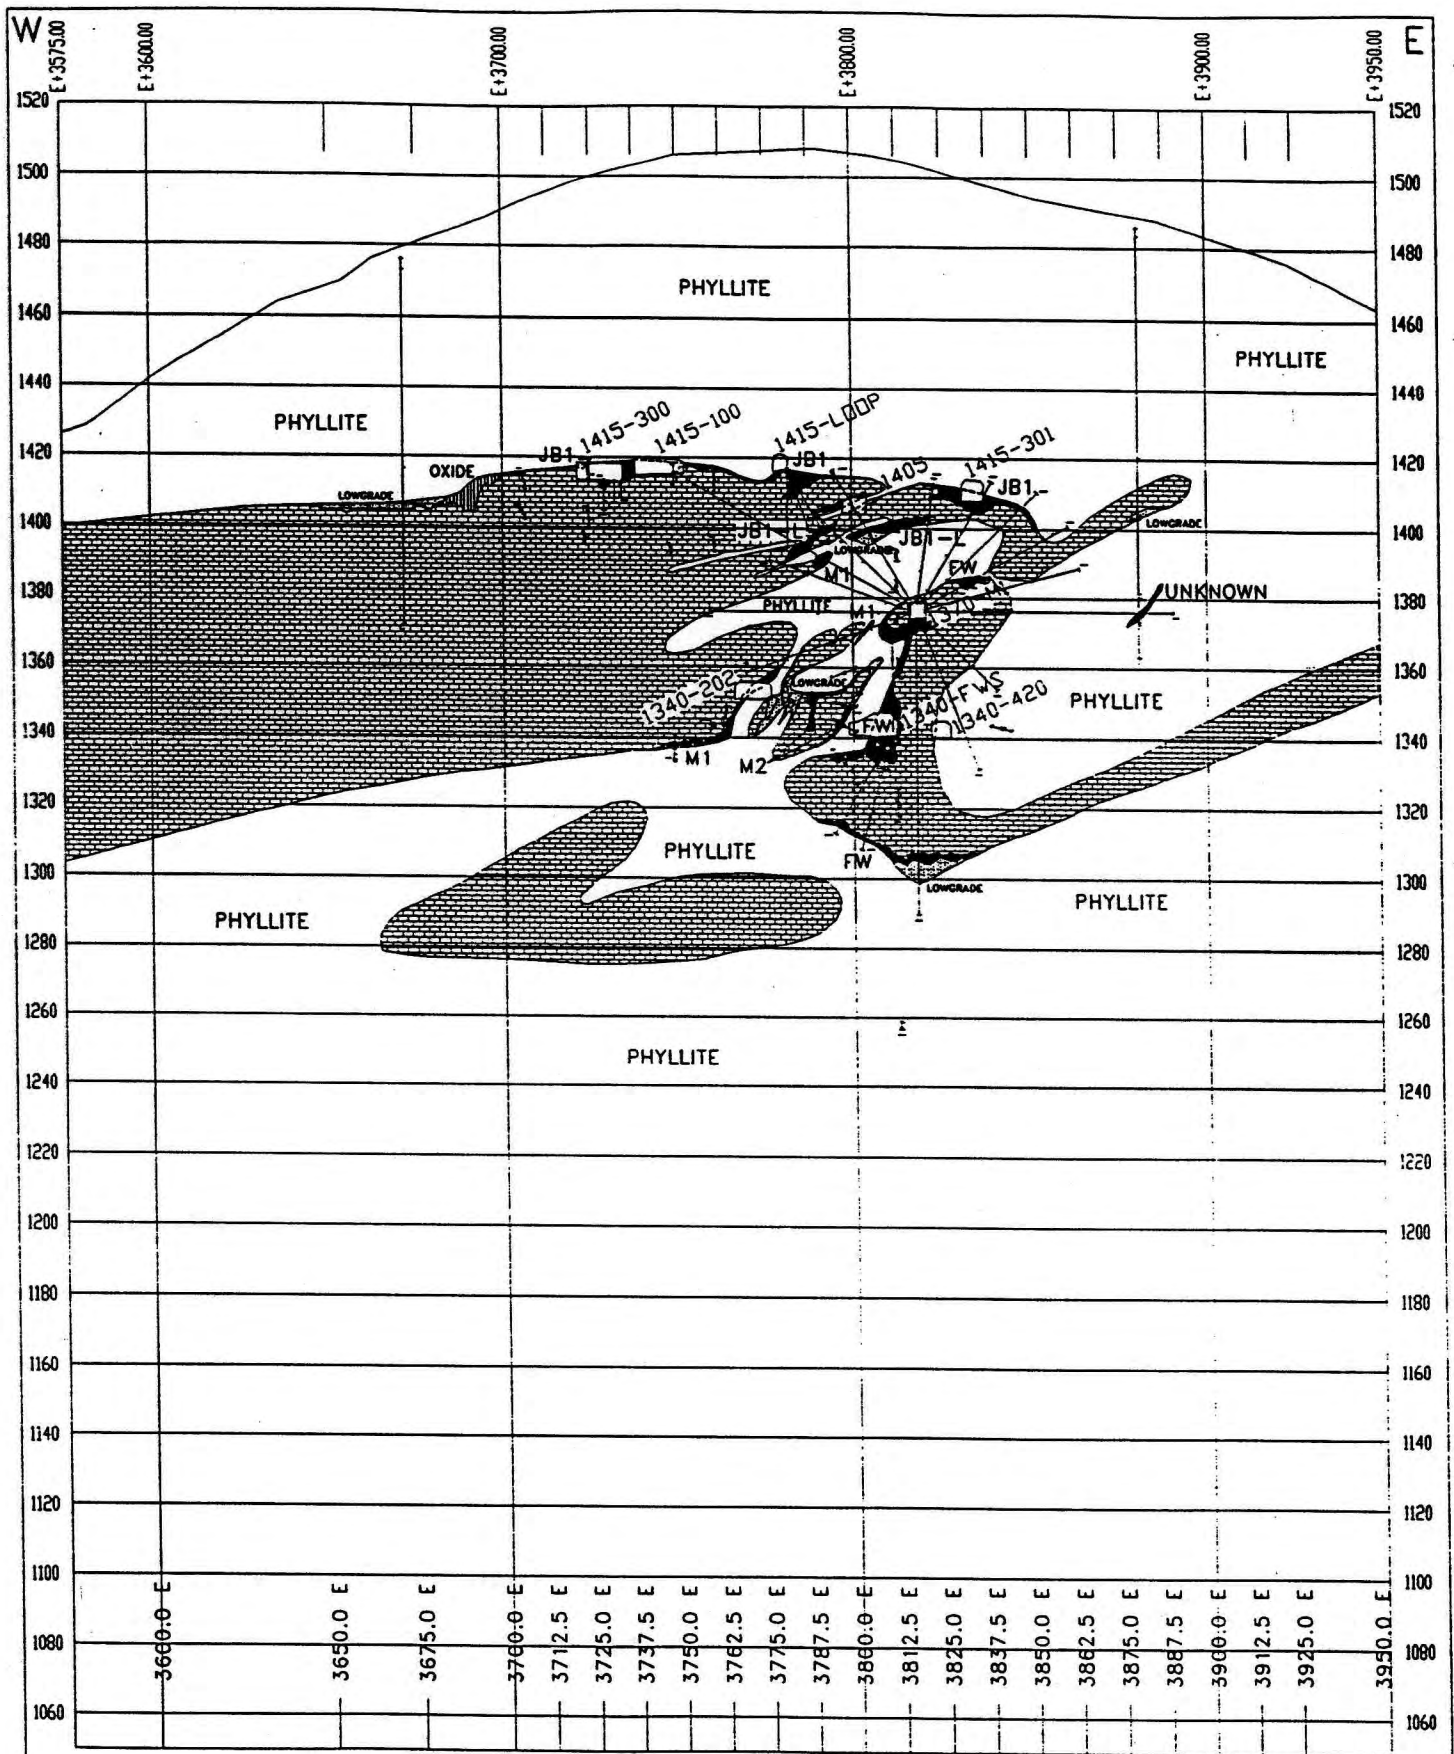 W E
E+3575.00 E+3600.00 E+3700.00 E+3800.00 E+3900.00 E+3950.00
1520 1520
1500 1500
1480 1480
PHYLLITE
1460 1460
PHYLLITE
1440 1440
PHYLLITE
1415-300 1415-100 1415-LOOP 1415-301
1420 1420
JB1 JB1 1405 JB1
OXIDE
LOWGRADE
1400 1400
LOWGRADE
JB1-L LOWGRADE JB1-L
M1 FW
1380 1380
UNKNOWN
PHYLLITE M1
1360 1360
1340-202 LOWGRADE 1340-FWS 1340-420
PHYLLITE
FW
1340 1340
M1 M2
1320 1320
PHYLLITE
FW
1300 1300
LOWGRADE
PHYLLITE PHYLLITE
1280 1280
1260 1260
PHYLLITE
1240 1240
1220 1220
1200 1200
1180 1180
1160 1160
1140 1140
1120 1120
1100 1100
3600.0 E 3650.0 E 3675.0 E 3700.0 E 3712.5 E 3725.0 E 3737.5 E 3750.0 E 3762.5 E 3775.0 E 3787.5 E 3800.0 E 3812.5 E 3825.0 E 3837.5 E 3850.0 E 3862.5 E 3875.0 E 3887.5 E 3900.0 E 3912.5 E 3925.0 E 3950.0 E
1080 1080
1060 1060